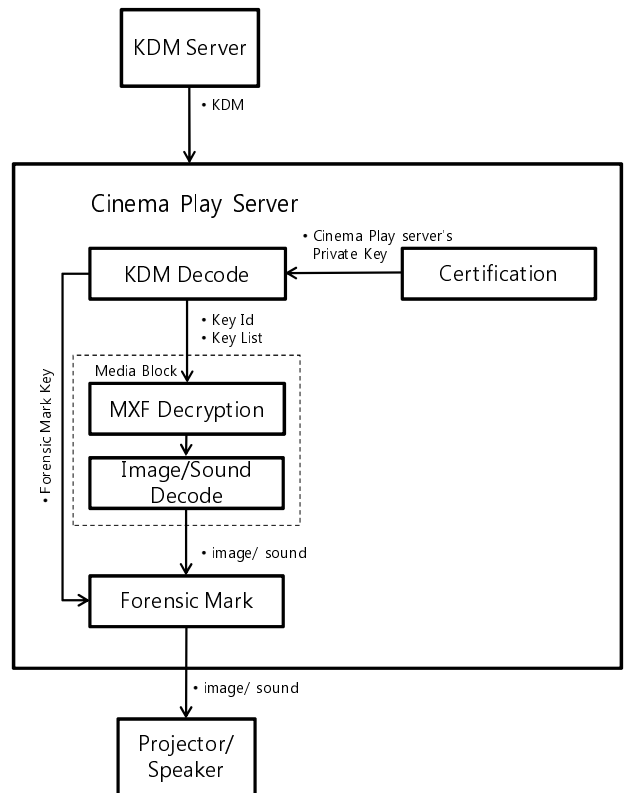 KDM Server
• KDM
Cinema Play Server
• Cinema Play server's
Private Key
KDM Decode
Certification
• Key Id
• Key List
Media Block
MXF Decryption
• Forensic Mark Key
Image/Sound
Decode
• image/ sound
Forensic Mark
• image/ sound
Projector/
Speaker